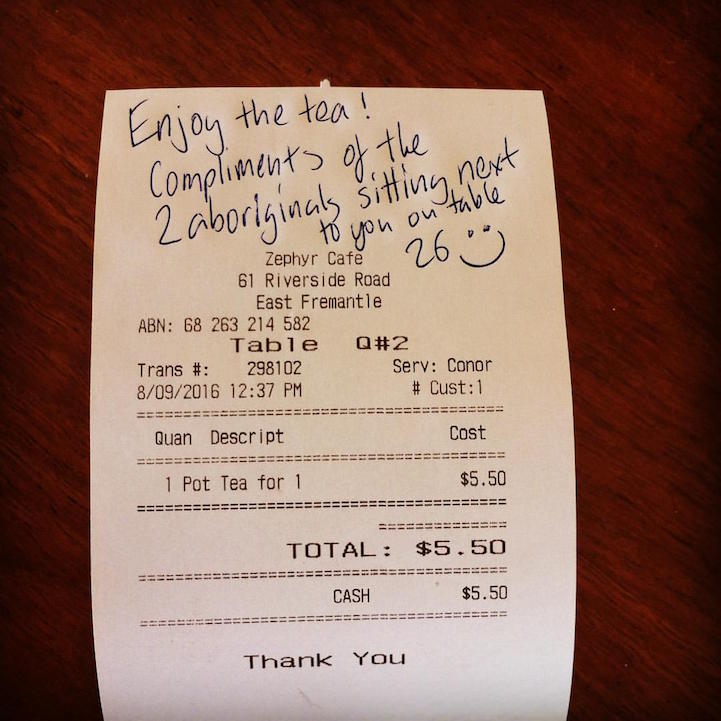 Enjoy the tea!
Compliments of the
2 aboriginals sitting next
to you on table
26
Zephyr Cafe
61 Riverside Road
East Fremantle
ABN: 68 263 214 582
Table Q#2
Trans #: 298102 Serv: Conor
8/09/2016 12:37 PM # Cust:1
Quan Descript Cost
1 Pot Tea for 1 $5.50
TOTAL: $5.50
CASH $5.50
Thank You